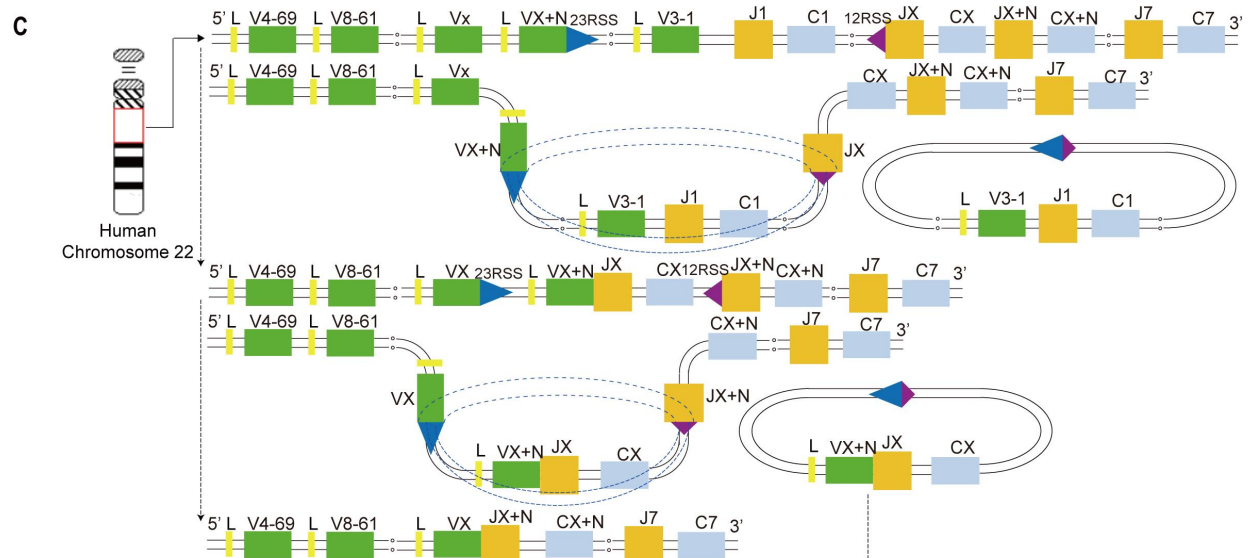 C
5' L V4-69 L V8-61 L Vx L VX+N 23RSS L V3-1 J1 C1 12RSS JX CX JX+N CX+N J7 C7 3'
L V4-69 L V8-61 L Vx CX JX+N CX+N J7 C7 3'
5'
VX+N JX
L V3-1 J1 C1 L V3-1 J1 C1
Human
Chromosome 22
5' L V4-69 L V8-61 L VX 23RSS L VX+N JX CX 12RSS JX+N CX+N J7 C7 3'
5' L V4-69 L V8-61 CX+N J7 C7 3'
VX JX+N
L VX+N JX CX L VX+N JX CX
5' L V4-69 L V8-61 L VX JX+N CX+N J7 C7 3'